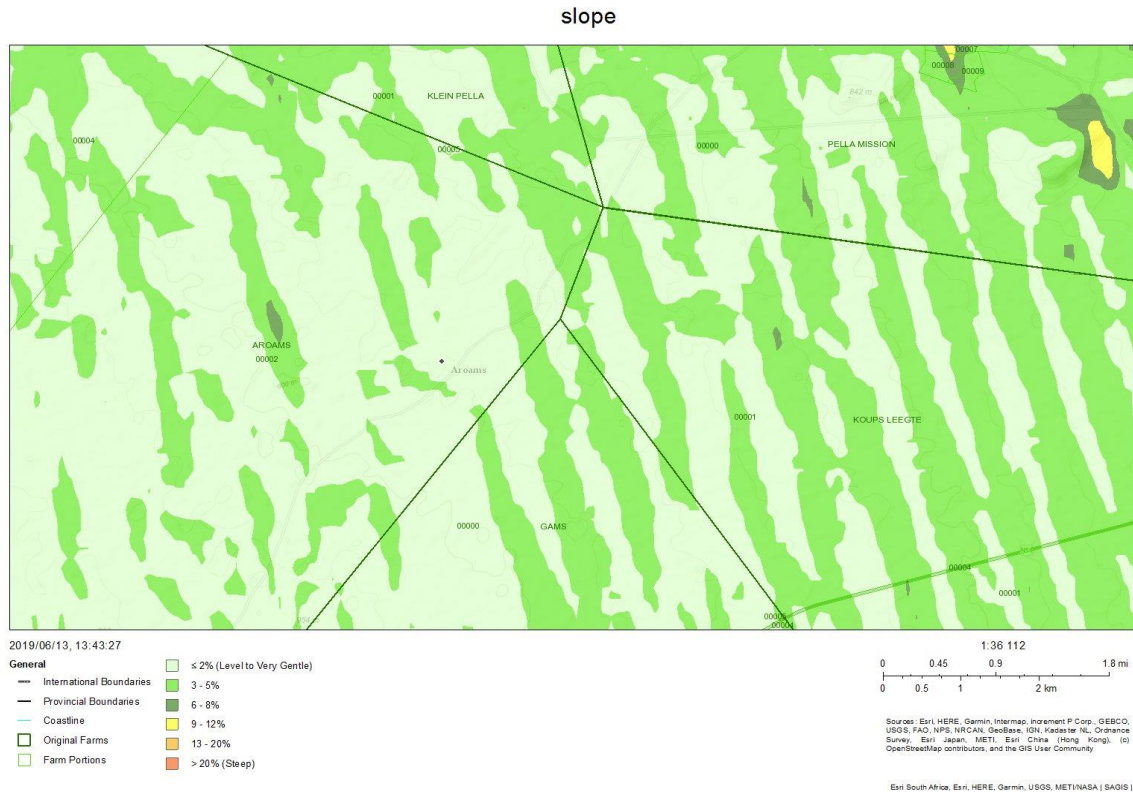 slope
00007
00008
00009
KLEIN PELLA
00001
842 m
00004
00005
00000
PELLA MISSION
AROAMS
00002
Aroams
00001
KOUPS LEEGTE
00000
GAMS
00004
00001
00005
00004
2019/06/13, 13:43:27
General
International Boundaries
Provincial Boundaries
Coastline
Original Farms
Farm Portions
≤ 2% (Level to Very Gentle)
3 - 5%
6 - 8%
9 - 12%
13 - 20%
> 20% (Steep)
1:36 112
0 0.45 0.9 1.8 mi
0 0.5 1 2 km
Sources: Esri, HERE, Garmin, Intermap, increment P Corp., GEBCO,
USGS, FAO, NPS, NRCAN, GeoBase, IGN, Kadaster NL, Ordnance
Survey, Esri Japan, METI, Esri China (Hong Kong), (c)
OpenStreetMap contributors, and the GIS User Community
Esri South Africa, Esri, HERE, Garmin, USGS, METI/NASA | SAGIS |